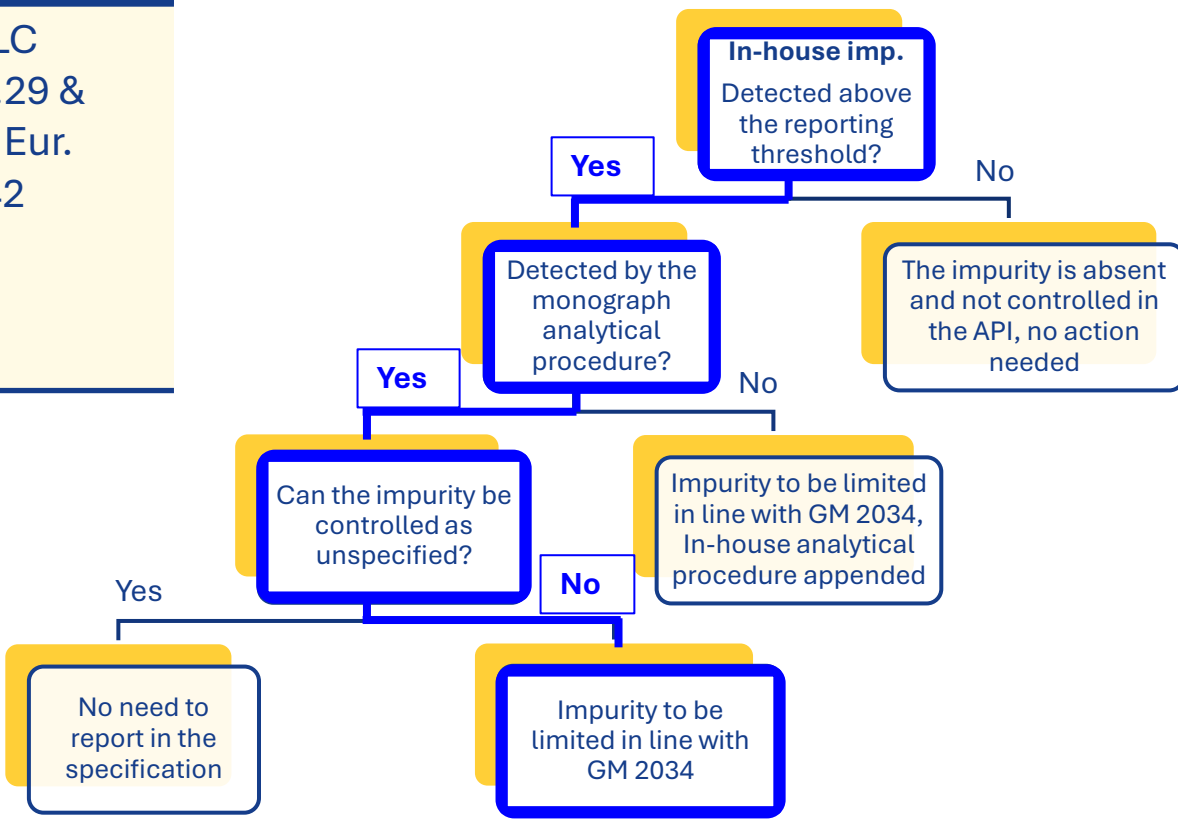 LC
.29 &
Eur.
2
In-house imp.
Detected above
the reporting
threshold?
Yes
No
Detected by the
monograph
analytical
procedure?
The impurity is absent
and not controlled in
the API, no action
needed
Yes
No
Can the impurity be
controlled as
unspecified?
Impurity to be limited
in line with GM 2034,
In-house analytical
procedure appended
Yes
No
No need to
report in the
specification
Impurity to be
limited in line with
GM 2034